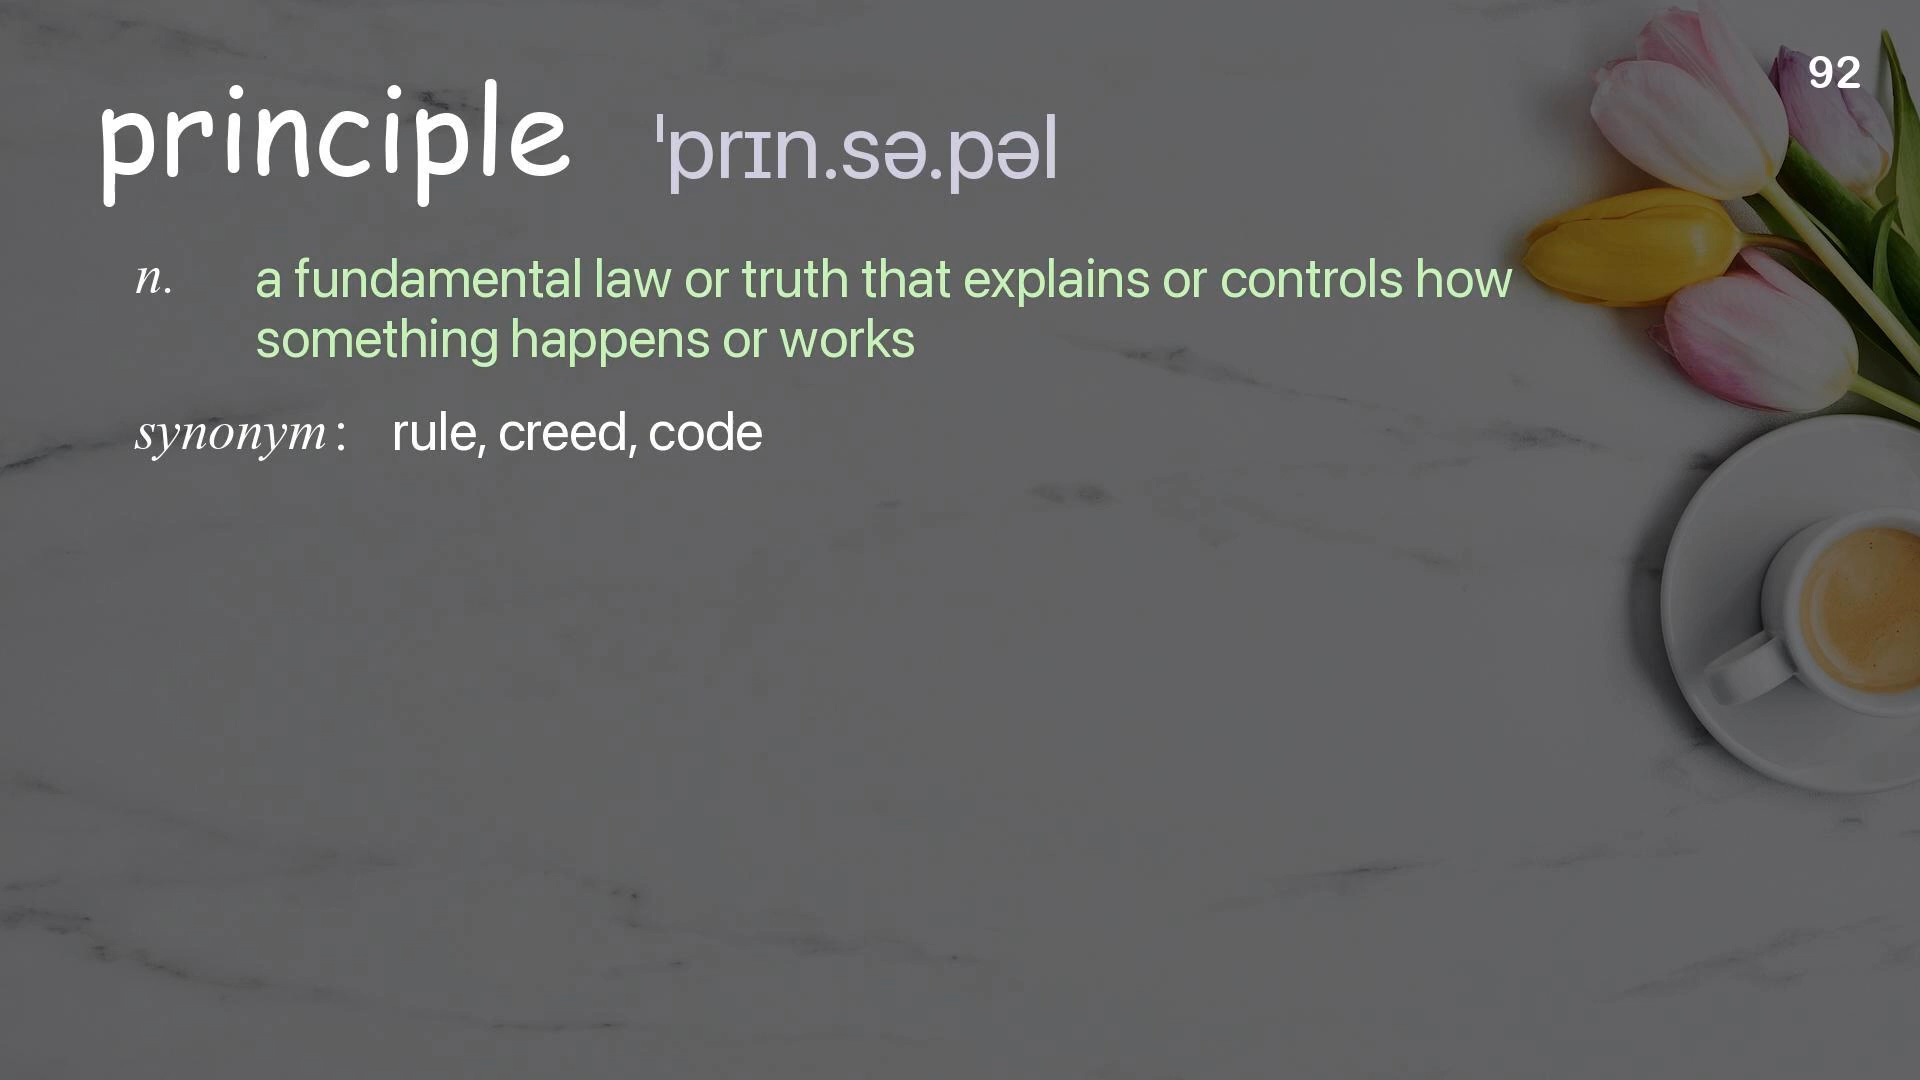 92
principle ˈprɪn.sə.pəl
n. a fundamental law or truth that explains or controls how
something happens or works
synonym: rule, creed, code